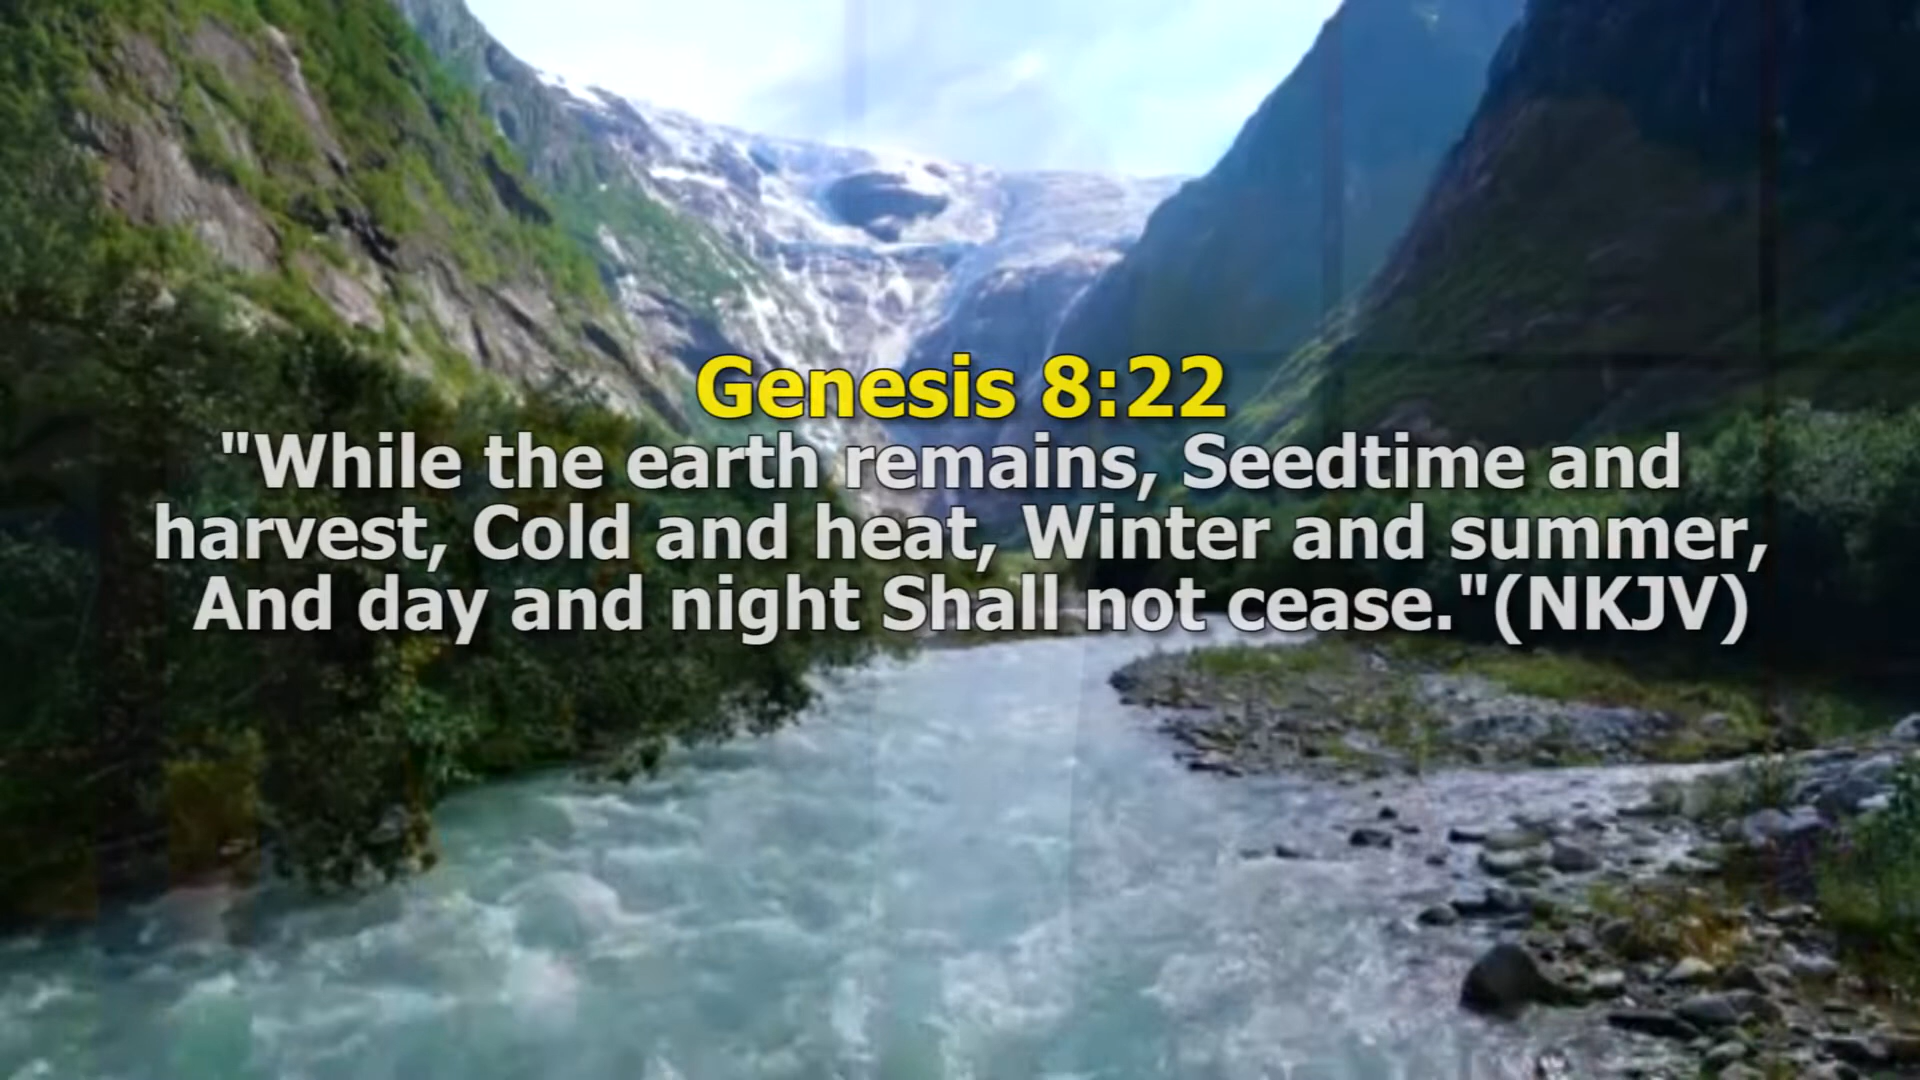 Genesis 8:22
"While the earth remains, Seedtime and
harvest, Cold and heat, Winter and summer,
And day and night Shall not cease."(NKJV)